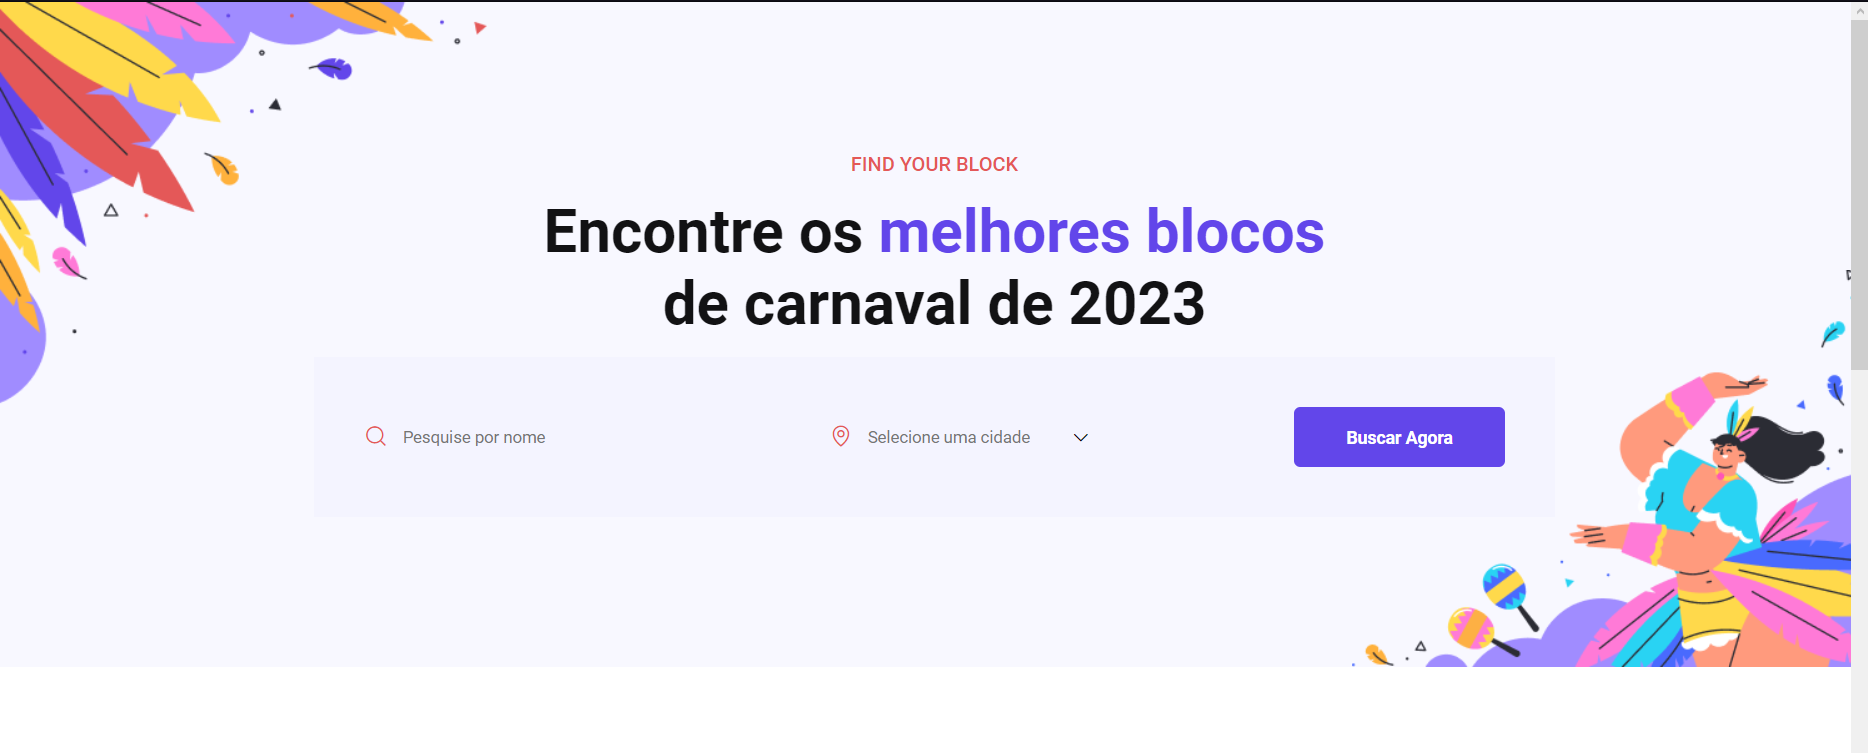 FIND YOUR BLOCK
Encontre os melhores blocos
de carnaval de 2023
Pesquise por nome
Selecione uma cidade
Buscar Agora